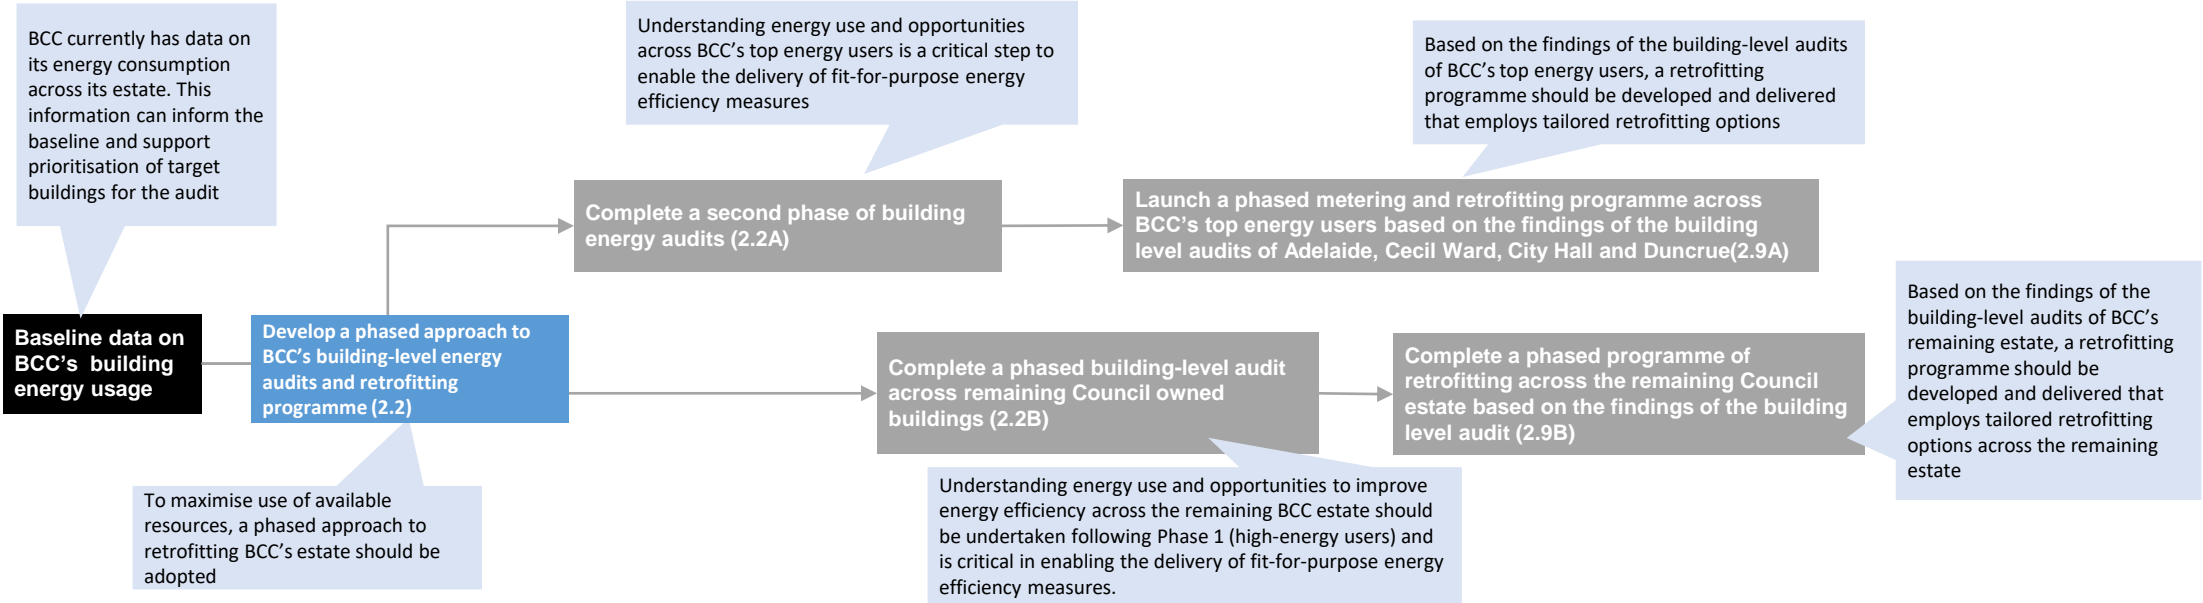 BCC currently has data on
its energy consumption
across its estate. This
information can inform the
baseline and support
prioritisation of target
buildings for the audit
Understanding energy use and opportunities
across BCC’s top energy users is a critical step to
enable the delivery of fit-for-purpose energy
efficiency measures
Based on the findings of the building-level audits
of BCC’s top energy users, a retrofitting
programme should be developed and delivered
that employs tailored retrofitting options
Complete a second phase of building
energy audits (2.2A)
Launch a phased metering and retrofitting programme across
BCC’s top energy users based on the findings of the building
level audits of Adelaide, Cecil Ward, City Hall and Duncrue(2.9A)
Baseline data on
BCC’s building
energy usage
Develop a phased approach to
BCC’s building-level energy
audits and retrofitting
programme (2.2)
Complete a phased building-level audit
across remaining Council owned
buildings (2.2B)
Complete a phased programme of
retrofitting across the remaining Council
estate based on the findings of the building
level audit (2.9B)
Based on the findings of the
building-level audits of BCC’s
remaining estate, a retrofitting
programme should be
developed and delivered that
employs tailored retrofitting
options across the remaining
estate
To maximise use of available
resources, a phased approach to
retrofitting BCC’s estate should be
adopted
Understanding energy use and opportunities to improve
energy efficiency across the remaining BCC estate should
be undertaken following Phase 1 (high-energy users) and
is critical in enabling the delivery of fit-for-purpose energy
efficiency measures.